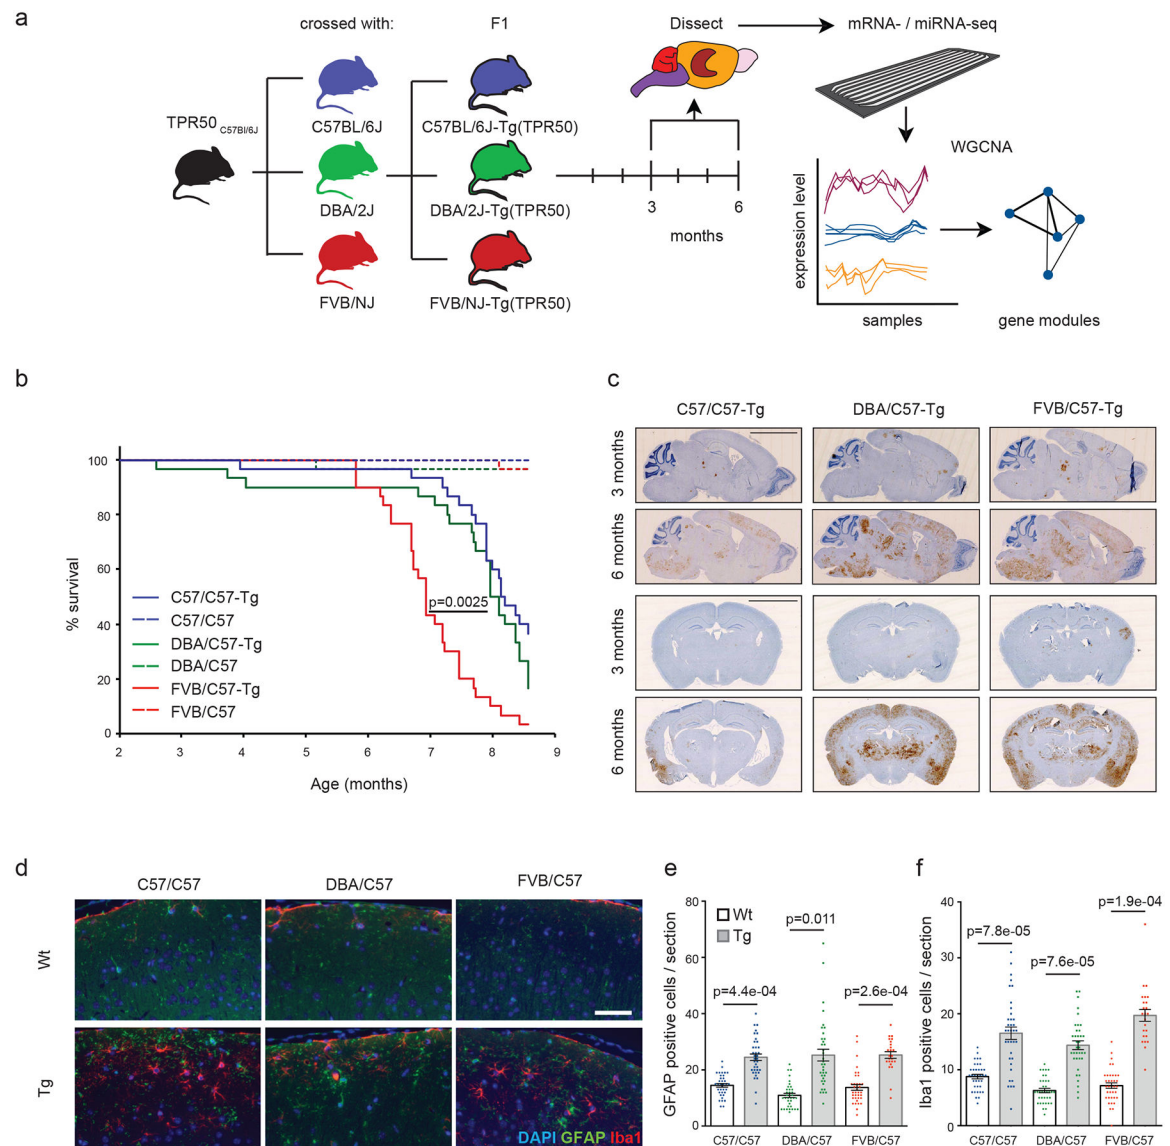 a
crossed with:
F1
Dissect
mRNA- / miRNA-seq
TPR50 C57Bl/6J
C57BL/6J
C57BL/6J-Tg(TPR50)
WGCNA
DBA/2J
DBA/2J-Tg(TPR50)
3
6
months
expression level
FVB/NJ
FVB/NJ-Tg(TPR50)
samples
gene modules
b
% survival
100
80
60
40
20
0
p=0.0025
C57/C57-Tg
C57/C57
DBA/C57-Tg
DBA/C57
FVB/C57-Tg
FVB/C57
2
3
4
5
6
7
8
9
Age (months)
c
C57/C57-Tg
DBA/C57-Tg
FVB/C57-Tg
3 months
6 months
3 months
6 months
d
C57/C57
DBA/C57
FVB/C57
Wt
Tg
DAPI GFAP Iba1
e
GFAP positive cells / section
80
60
40
20
0
Wt
Tg
p=4.4e-04
p=0.011
p=2.6e-04
C57/C57
DBA/C57
FVB/C57
f
Iba1 positive cells / section
40
30
20
10
0
p=7.8e-05
p=7.6e-05
p=1.9e-04
C57/C57
DBA/C57
FVB/C57